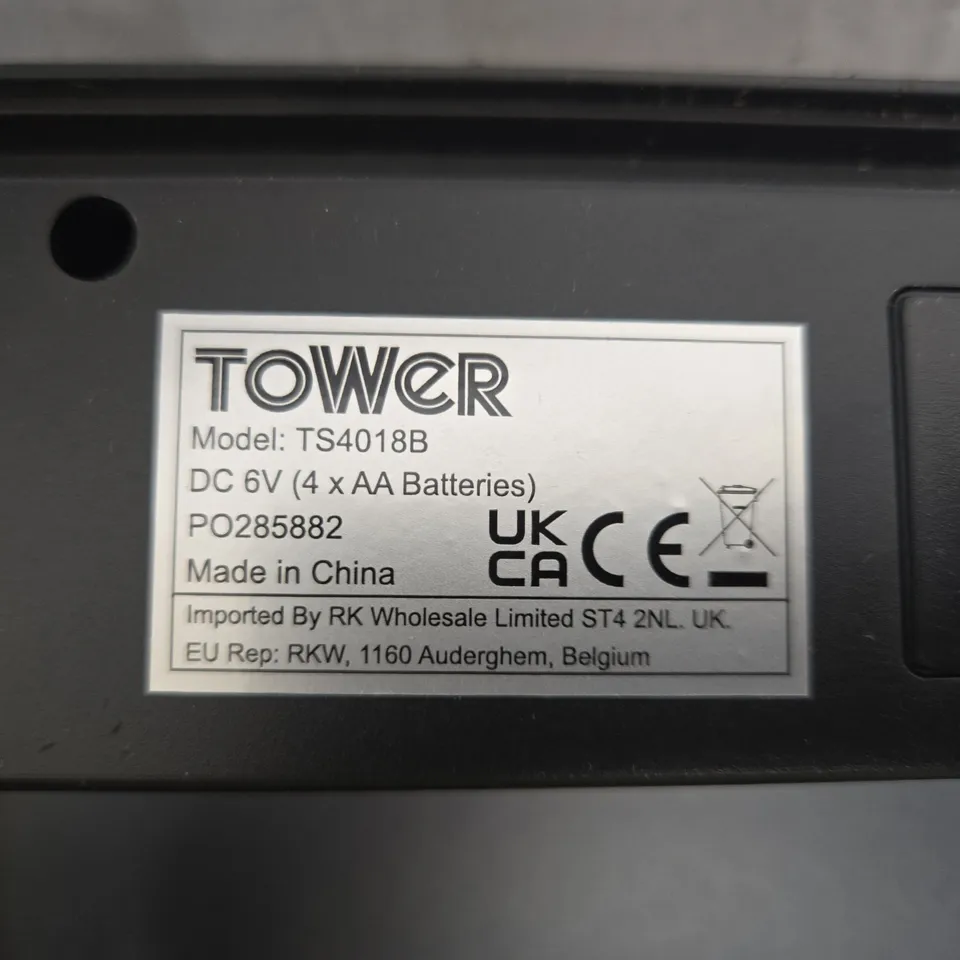 TOWER
Model: TS4018B
DC 6V (4 x AA Batteries)
PO285882
Made in China
UK
CA CE
Imported By RK Wholesale Limited ST4 2NL. UK.
EU Rep: RKW, 1160 Auderghem, Belgium